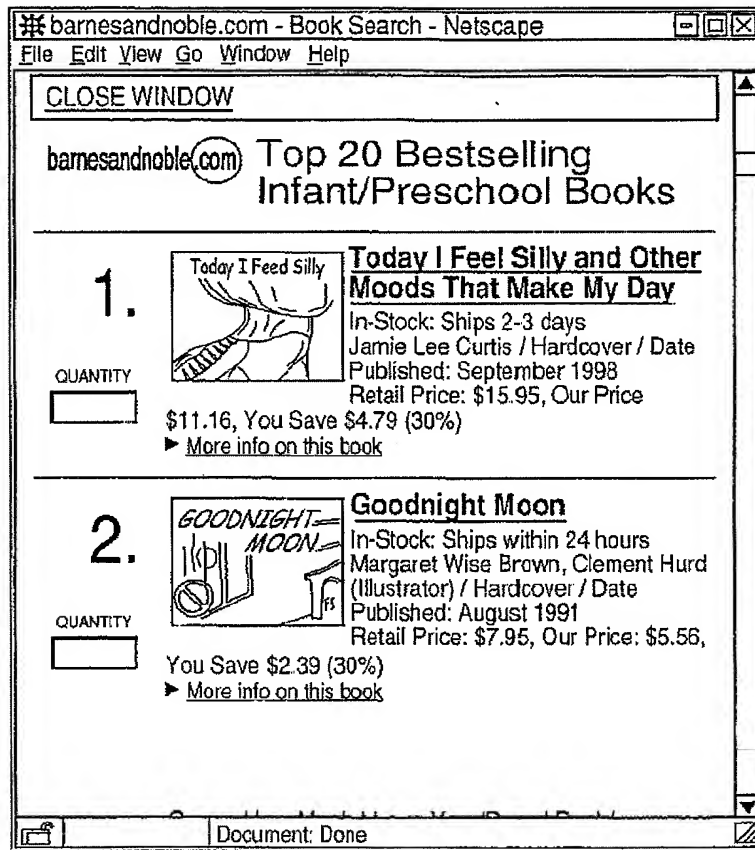 barnesandnoble.com - Book Search - Netscape
File Edit View Go Window Help
CLOSE WINDOW
barnesandnoble.com
Top 20 Bestselling
Infant/Preschool Books
1.
Today I Feed Silly
Today I Feel Silly and Other
Moods That Make My Day
In-Stock: Ships 2-3 days
Jamie Lee Curtis / Hardcover / Date
Published: September 1998
Retail Price: $15.95, Our Price
QUANTITY
$11.16, You Save $4.79 (30%)
More info on this book
2.
GOODNIGHT
MOON
FS
Goodnight Moon
In-Stock: Ships within 24 hours
Margaret Wise Brown, Clement Hurd
(Illustrator) / Hardcover / Date
Published: August 1991
Retail Price: $7.95, Our Price: $5.56,
QUANTITY
You Save $2.39 (30%)
More info on this book
Document: Done